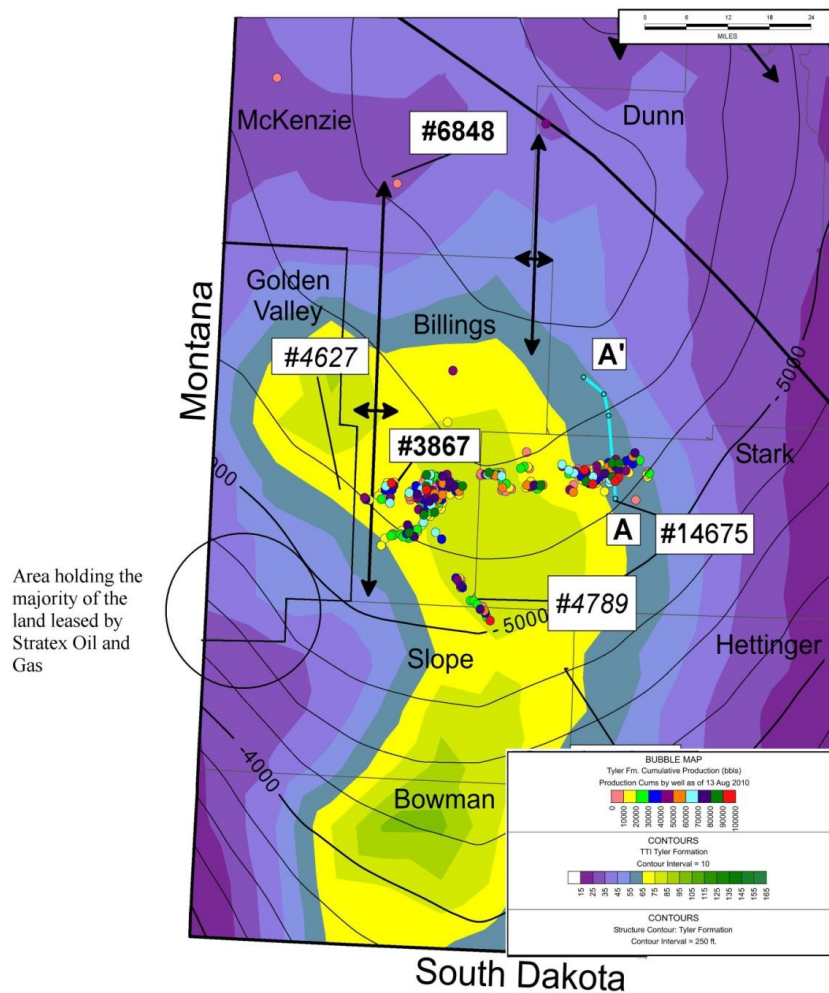 0 6 12 18 24
MILES
McKenzie
#6848
Dunn
Golden
Valley
Billings
#4627
A'
Montana
- 5000
#3867
Stark
000
A
#14675
Area holding the
majority of the
land leased by
Stratex Oil and
Gas
#4789
- 5000
Slope
Hettinger
-4000
Bowman
BUBBLE MAP
Tyler Fm. Cumulative Production (bbls)
Production Cums by well as of 13 Aug 2010
0 10000 20000 30000 40000 50000 60000 70000 80000 90000 100000
CONTOURS
TTI Tyler Formation
Contour Interval = 10
15 25 35 45 55 65 75 85 95 105 115 125 135 145 155 165
CONTOURS
Structure Contour: Tyler Formation
Contour Interval = 250 ft.
South Dakota